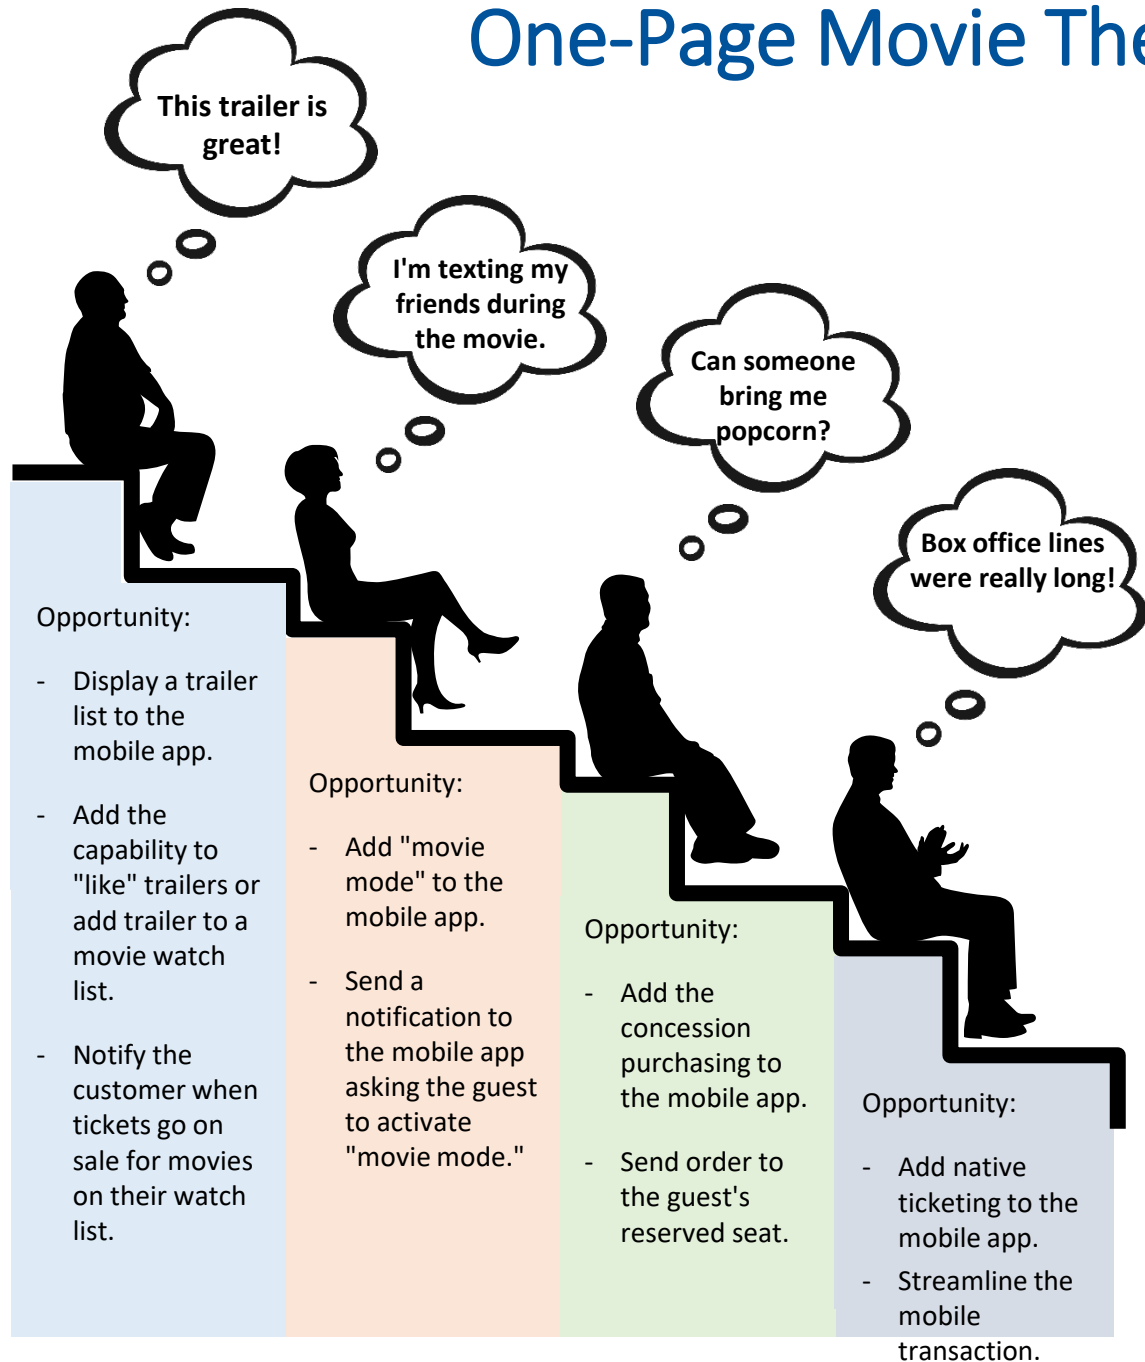 One-Page Movie The
This trailer is
great!
I'm texting my
friends during
the movie.
Can someone
bring me
popcorn?
Box office lines
were really long!
Opportunity:
- Display a trailer
list to the
mobile app.
- Add the
capability to
"like" trailers or
add trailer to a
movie watch
list.
- Notify the
customer when
tickets go on
sale for movies
on their watch
list.
Opportunity:
- Add "movie
mode" to the
mobile app.
- Send a
notification to
the mobile app
asking the guest
to activate
"movie mode."
Opportunity:
- Add the
concession
purchasing to
the mobile app.
- Send order to
the guest's
reserved seat.
Opportunity:
- Add native
ticketing to the
mobile app.
- Streamline the
mobile
transaction.